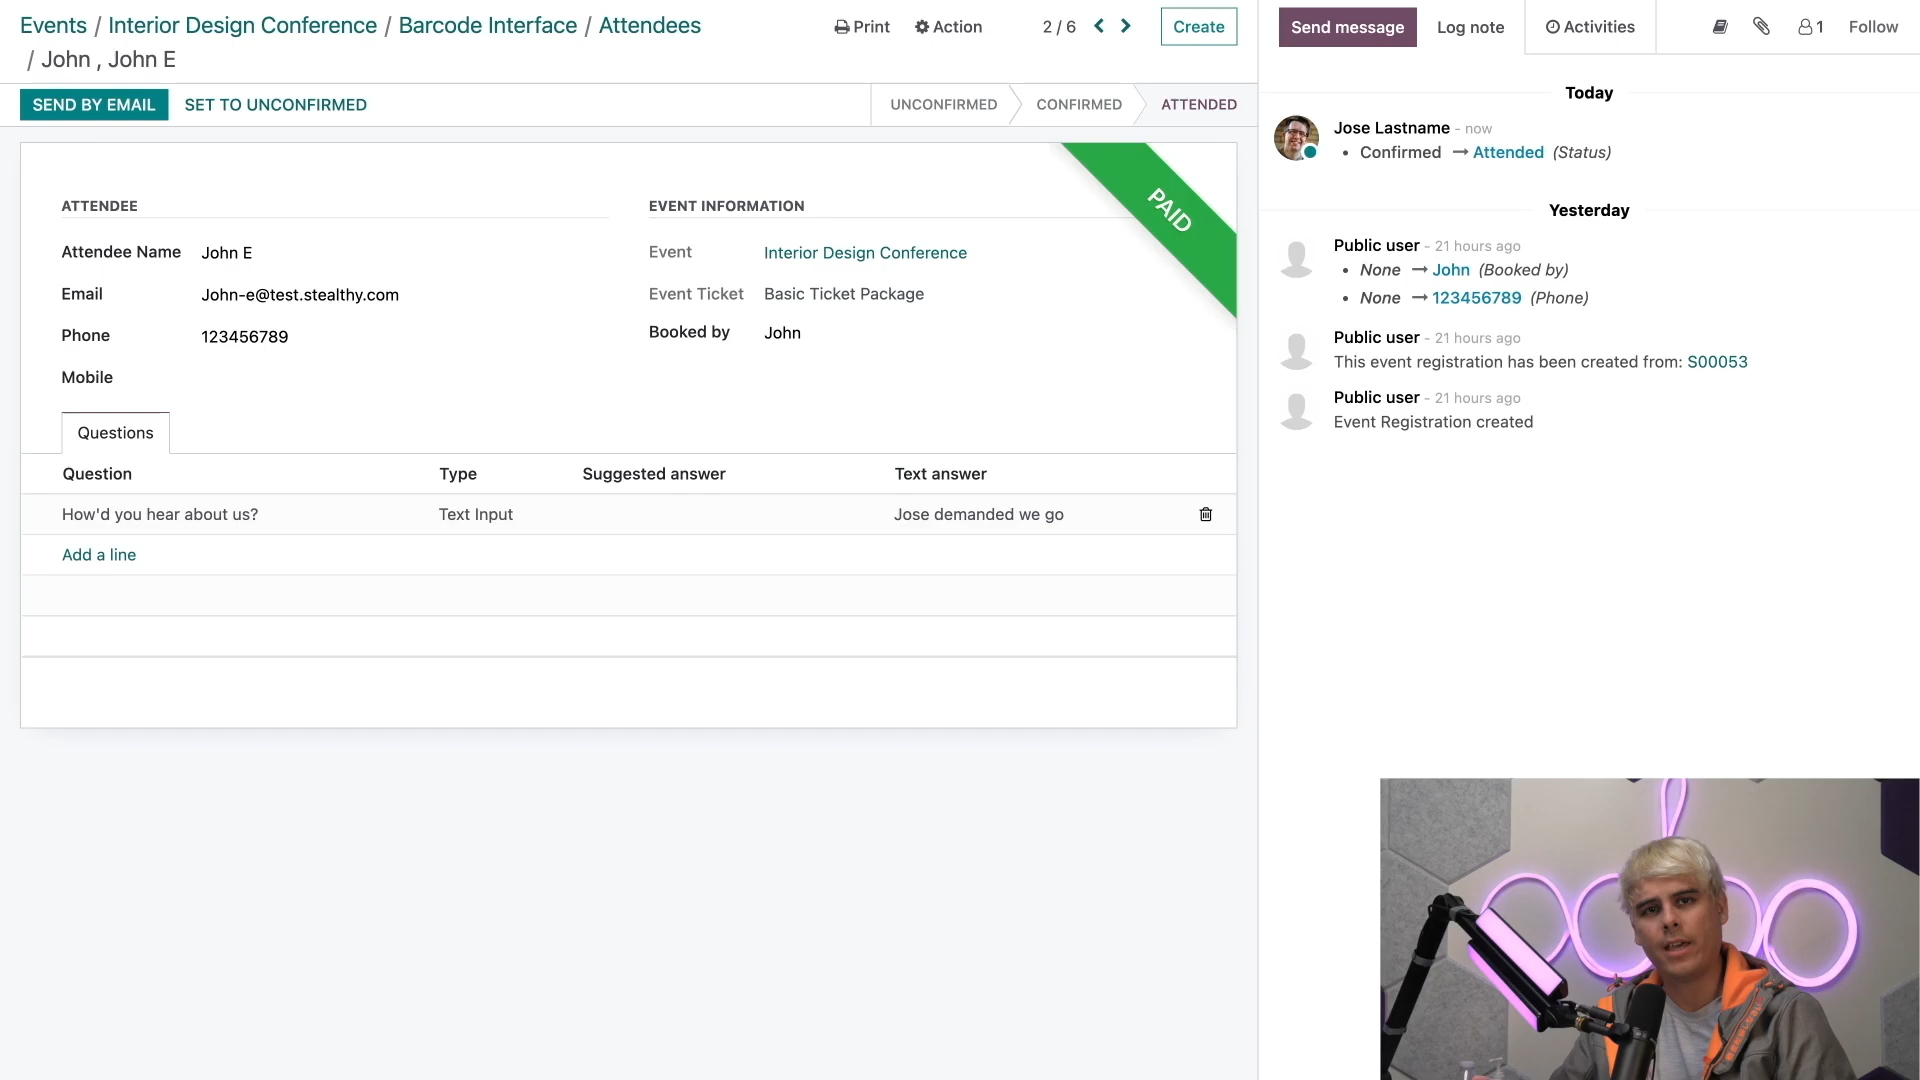 Events / Interior Design Conference / Barcode Interface / Attendees
/ John , John E
Print
Action
2 / 6
Create
SEND BY EMAIL
SET TO UNCONFIRMED
UNCONFIRMED
CONFIRMED
ATTENDED
PAID
ATTENDEE
Attendee Name John E
Email John-e@test.stealthy.com
Phone 123456789
Mobile
EVENT INFORMATION
Event Interior Design Conference
Event Ticket Basic Ticket Package
Booked by John
Questions
Question Type Suggested answer Text answer
How'd you hear about us? Text Input Jose demanded we go
Add a line
Send message
Log note
Activities
1
Follow
Today
Jose Lastname - now
• Confirmed → Attended (Status)
Yesterday
Public user - 21 hours ago
• None → John (Booked by)
• None → 123456789 (Phone)
Public user - 21 hours ago
This event registration has been created from: S00053
Public user - 21 hours ago
Event Registration created